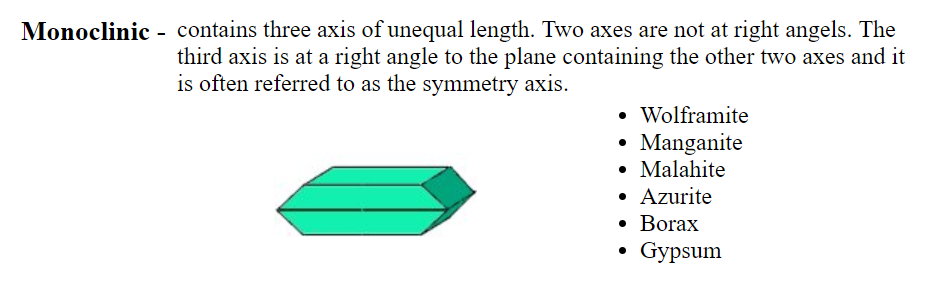 Monoclinic - contains three axis of unequal length. Two axes are not at right angels. The
third axis is at a right angle to the plane containing the other two axes and it
is often referred to as the symmetry axis.
• Wolframite
• Manganite
• Malahite
• Azurite
• Borax
• Gypsum